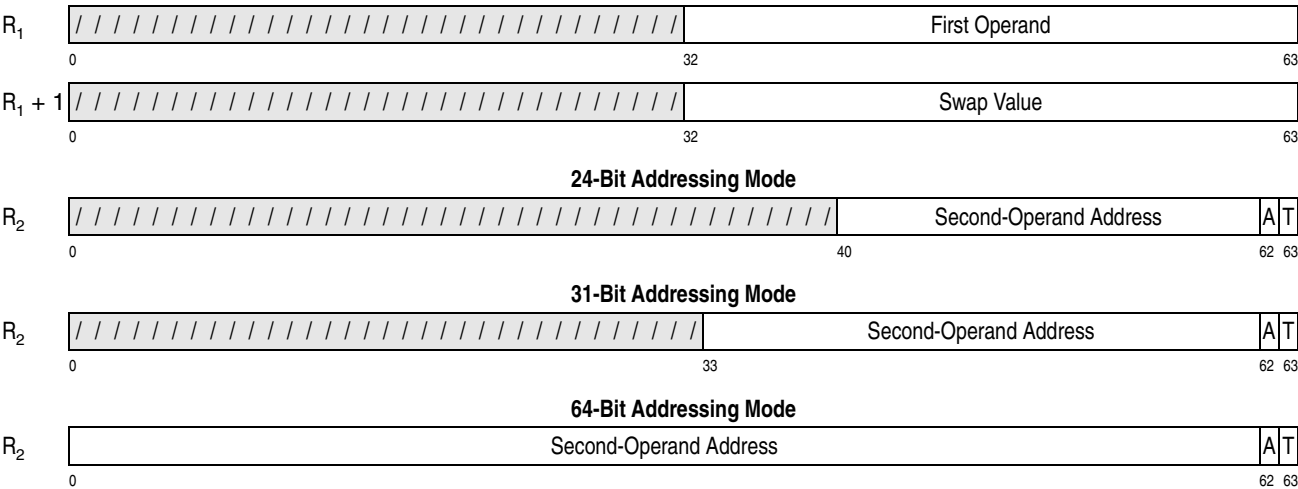 R1 / / / / / / / / / / / / / / / / / / / / / / / / / / / / / / / / First Operand
0 32 63
R1 + 1 / / / / / / / / / / / / / / / / / / / / / / / / / / / / / / / / Swap Value
0 32 63
24-Bit Addressing Mode
R2 / / / / / / / / / / / / / / / / / / / / / / / / / / / / / / / / / / / / / / / / Second-Operand Address A T
0 40 62 63
31-Bit Addressing Mode
R2 / / / / / / / / / / / / / / / / / / / / / / / / / / / / / / / / / Second-Operand Address A T
0 33 62 63
64-Bit Addressing Mode
R2 Second-Operand Address A T
0 62 63